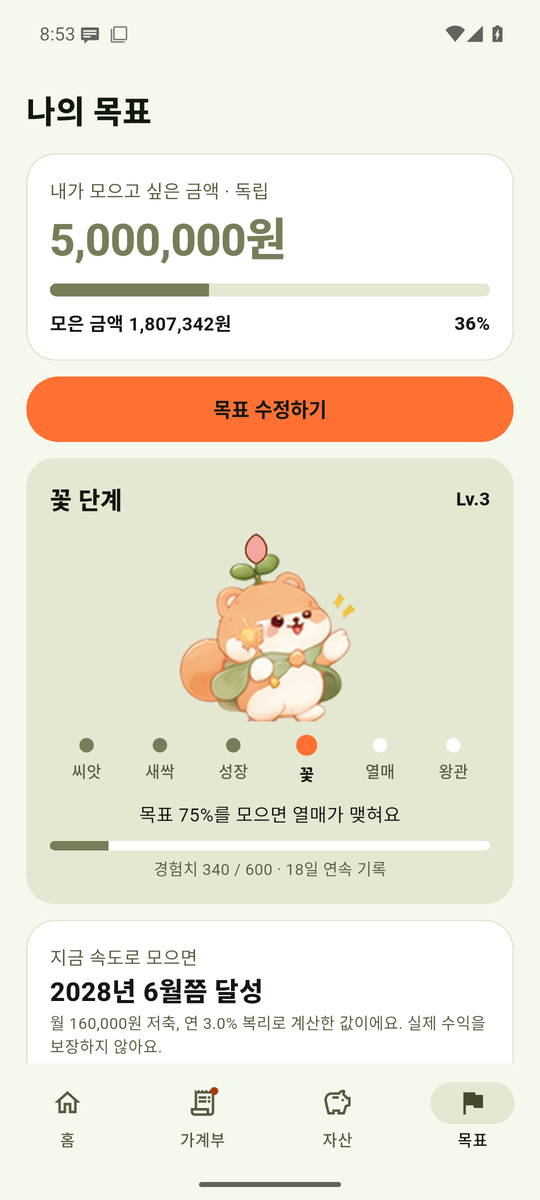 8:53
나의 목표
내가 모으고 싶은 금액 · 독립
5,000,000원
모은 금액 1,807,342원
36%
목표 수정하기
꽃 단계
Lv.3
씨앗
새싹
성장
꽃
열매
왕관
목표 75%를 모으면 열매가 맺혀요
경험치 340 / 600 · 18일 연속 기록
지금 속도로 모으면
2028년 6월쯤 달성
월 160,000원 저축, 연 3.0% 복리로 계산한 값이에요. 실제 수익을
보장하지 않아요.
홈
가계부
자산
목표